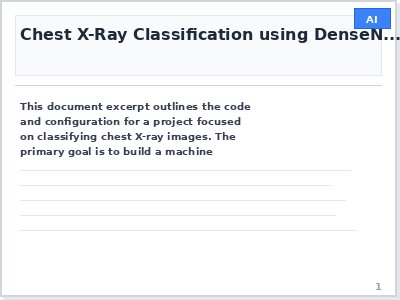 AI
Chest X-Ray Classification using DenseN...
This document excerpt outlines the code
and configuration for a project focused
on classifying chest X-ray images. The
primary goal is to build a machine
1